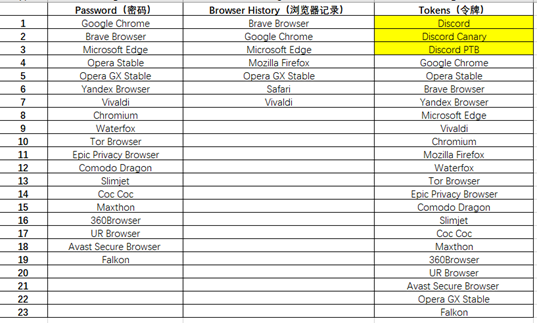 Password（密码） Browser History（浏览器记录） Tokens（令牌）
1 Google Chrome Brave Browser Discord
2 Brave Browser Google Chrome Discord Canary
3 Microsoft Edge Microsoft Edge Discord PTB
4 Opera Stable Mozilla Firefox Google Chrome
5 Opera GX Stable Opera GX Stable Opera Stable
6 Yandex Browser Safari Brave Browser
7 Vivaldi Vivaldi Yandex Browser
8 Chromium Microsoft Edge
9 Waterfox Vivaldi
10 Tor Browser Chromium
11 Epic Privacy Browser Mozilla Firefox
12 Comodo Dragon Waterfox
13 Slimjet Tor Browser
14 Coc Coc Epic Privacy Browser
15 Maxthon Comodo Dragon
16 360Browser Slimjet
17 UR Browser Coc Coc
18 Avast Secure Browser Maxthon
19 Falkon 360Browser
20 UR Browser
21 Avast Secure Browser
22 Opera GX Stable
23 Falkon